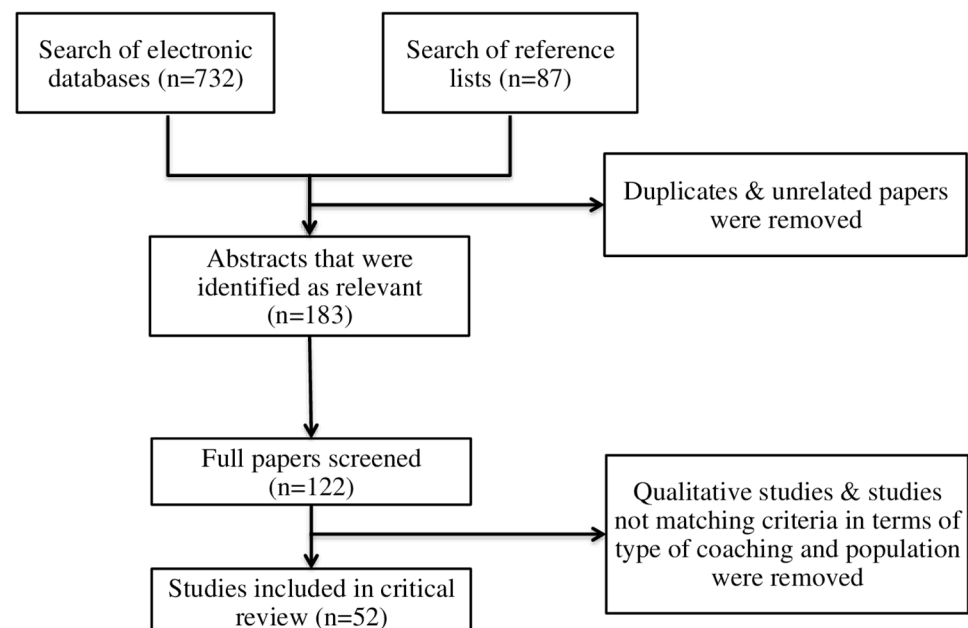 Search of electronic
databases (n=732)
Search of reference
lists (n=87)
Duplicates & unrelated papers
were removed
Abstracts that were
identified as relevant
(n=183)
Full papers screened
(n=122)
Qualitative studies & studies
not matching criteria in terms of
type of coaching and population
were removed
Studies included in critical
review (n=52)